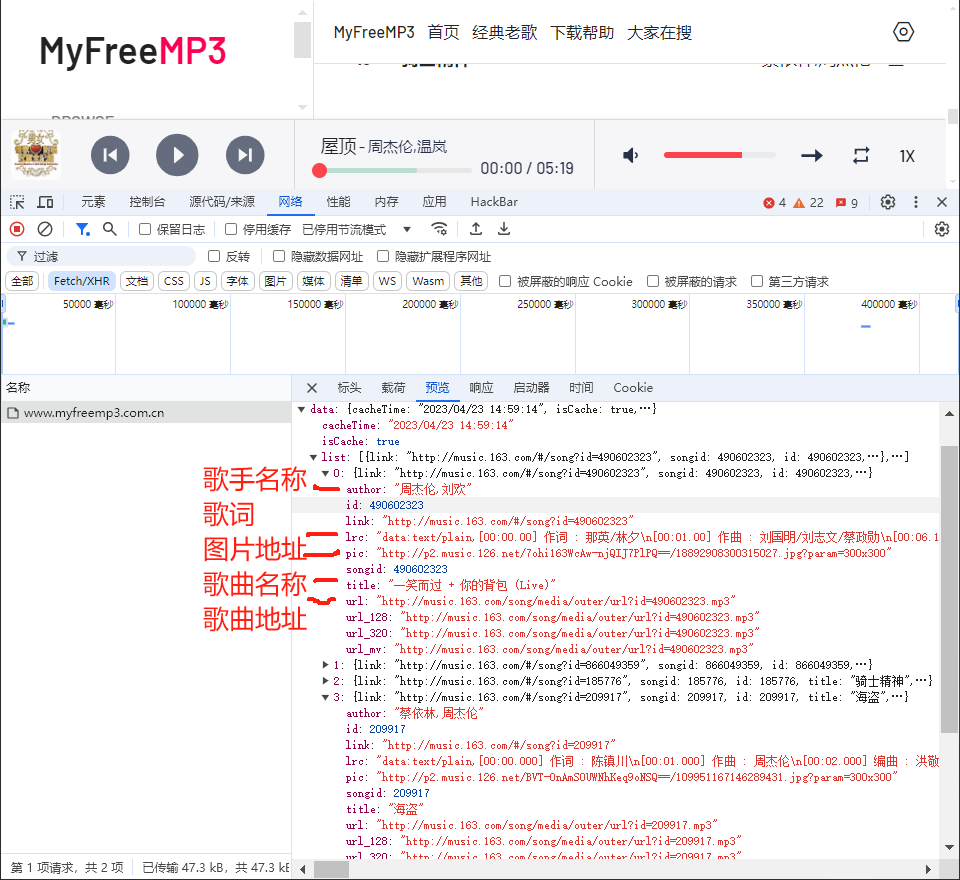 MyFreeMP3
MyFreeMP3 首页 经典老歌 下载帮助 大家在搜
屋顶 - 周杰伦,温岚
00:00 / 05:19
1X
元素 控制台 源代码/来源 网络 性能 内存 应用 HackBar 4 22 9
保留日志 停用缓存 已停用节流模式
过滤 反转 隐藏数据网址 隐藏扩展程序网址
全部 Fetch/XHR 文档 CSS JS 字体 图片 媒体 清单 WS Wasm 其他 被屏蔽的响应 Cookie 被屏蔽的请求 第三方请求
50000 毫秒 100000 毫秒 150000 毫秒 200000 毫秒 250000 毫秒 300000 毫秒 350000 毫秒 400000 毫秒
名称
www.myfreemp3.com.cn
标头 载荷 预览 响应 启动器 时间 Cookie
data: {cacheTime: "2023/04/23 14:59:14", isCache: true,…}
cacheTime: "2023/04/23 14:59:14"
isCache: true
list: [{link: "http://music.163.com/#/song?id=490602323", songid: 490602323, id: 490602323,…},…]
0: {link: "http://music.163.com/#/song?id=490602323", songid: 490602323, id: 490602323,…}
歌手名称
author: "周杰伦,刘欢"
id: 490602323
歌词
link: "http://music.163.com/#/song?id=490602323"
lrc: "data:text/plain,[00:00.00] 作词 : 那英/林夕\n[00:01.00] 作曲 : 刘国明/刘志文/蔡政勋\n[00:06.1
图片地址
pic: "http://p2.music.126.net/7ohi163WcAw-njQIJ7PlPQ==/18892908300315027.jpg?param=300x300"
songid: 490602323
歌曲名称
title: "一笑而过 + 你的背包 (Live)"
url: "http://music.163.com/song/media/outer/url?id=490602323.mp3"
歌曲地址
url_128: "http://music.163.com/song/media/outer/url?id=490602323.mp3"
url_320: "http://music.163.com/song/media/outer/url?id=490602323.mp3"
url_mv: "http://music.163.com/song/media/outer/url?id=490602323.mp3"
1: {link: "http://music.163.com/#/song?id=866049359", songid: 866049359, id: 866049359,…}
2: {link: "http://music.163.com/#/song?id=185776", songid: 185776, id: 185776, title: "骑士精神",…}
3: {link: "http://music.163.com/#/song?id=209917", songid: 209917, id: 209917, title: "海盗",…}
author: "蔡依林,周杰伦"
id: 209917
link: "http://music.163.com/#/song?id=209917"
lrc: "data:text/plain,[00:00.000] 作词 : 陈镇川\n[00:01.000] 作曲 : 周杰伦\n[00:02.000] 编曲 : 洪敬
pic: "http://p2.music.126.net/BVT-OnAmSOUWNhKeq9oNSQ==/109951167146289431.jpg?param=300x300"
songid: 209917
title: "海盗"
url: "http://music.163.com/song/media/outer/url?id=209917.mp3"
url_128: "http://music.163.com/song/media/outer/url?id=209917.mp3"
url_320: "http://music.163.com/song/media/outer/url?id=209917.mp3"
第 1 项请求，共 2 项 已传输 47.3 kB，共 47.3 kB